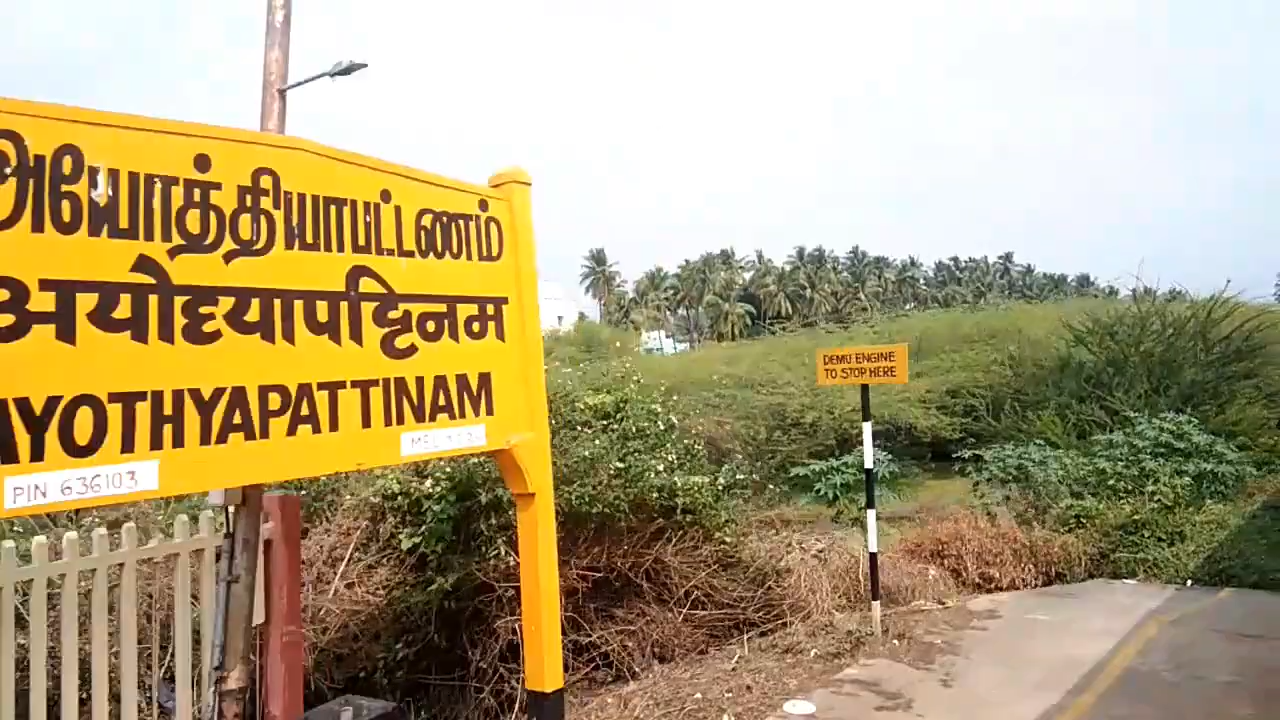 அயோத்தியாபட்டணம்
अयोद्यापट्टिनम
AYOTHYAPATTINAM
PIN 636103
DEMU ENGINE
TO STOP HERE